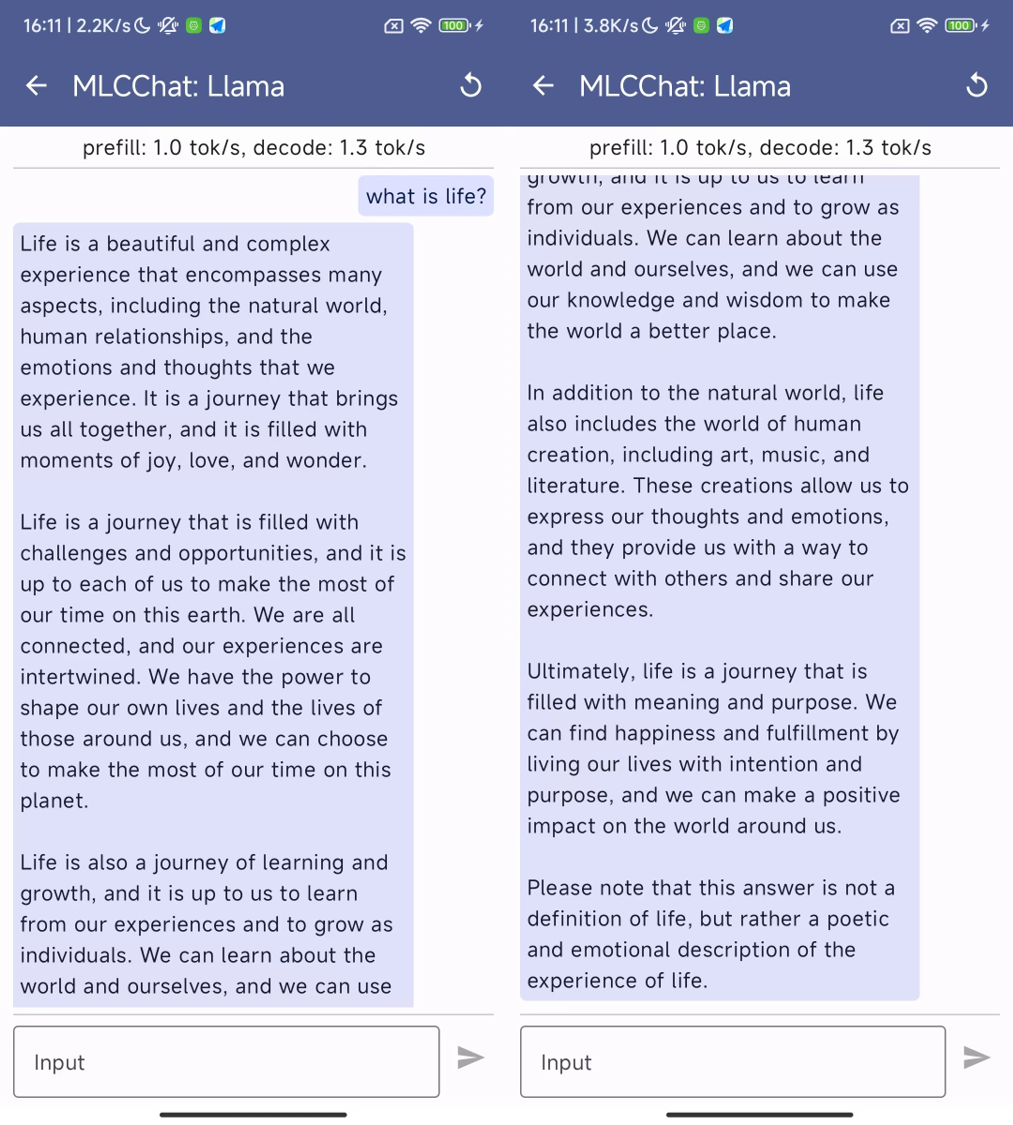 16:11 | 2.2K/s
100
MLCChat: Llama
prefill: 1.0 tok/s, decode: 1.3 tok/s
what is life?
Life is a beautiful and complex
experience that encompasses many
aspects, including the natural world,
human relationships, and the
emotions and thoughts that we
experience. It is a journey that brings
us all together, and it is filled with
moments of joy, love, and wonder.
Life is a journey that is filled with
challenges and opportunities, and it is
up to each of us to make the most of
our time on this earth. We are all
connected, and our experiences are
intertwined. We have the power to
shape our own lives and the lives of
those around us, and we can choose
to make the most of our time on this
planet.
Life is also a journey of learning and
growth, and it is up to us to learn
from our experiences and to grow as
individuals. We can learn about the
world and ourselves, and we can use
Input
16:11 | 3.8K/s
100
MLCChat: Llama
prefill: 1.0 tok/s, decode: 1.3 tok/s
growth, and it is up to us to learn
from our experiences and to grow as
individuals. We can learn about the
world and ourselves, and we can use
our knowledge and wisdom to make
the world a better place.
In addition to the natural world, life
also includes the world of human
creation, including art, music, and
literature. These creations allow us to
express our thoughts and emotions,
and they provide us with a way to
connect with others and share our
experiences.
Ultimately, life is a journey that is
filled with meaning and purpose. We
can find happiness and fulfillment by
living our lives with intention and
purpose, and we can make a positive
impact on the world around us.
Please note that this answer is not a
definition of life, but rather a poetic
and emotional description of the
experience of life.
Input